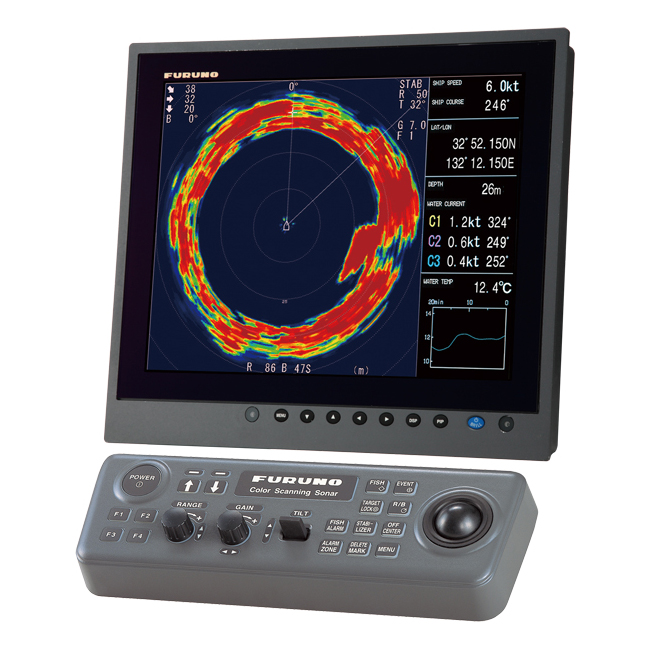 FURUNO
38
32
20
B 0°
0°
STAB
R 50
T 32°
G 7.0
F 1
25
R 86 B 47S (m)
SHIP SPEED
6.0kt
SHIP COURSE
246°
LAT/LON
32° 52.150N
132° 12.150E
DEPTH
26m
WATER CURRENT
C1 1.2kt 324°
C2 0.6kt 249°
C3 0.4kt 252°
WATER TEMP
12.4°C
20min 10 0
14
12
10
MENU
DISP
PIP
POWER
FURUNO
Color Scanning Sonar
FISH
EVENT
RANGE
GAIN
TILT
TARGET LOCK
R/B
F1
F2
F3
F4
FISH ALARM
STABI-LIZER
OFF CENTER
ALARM ZONE
DELETE MARK
MENU